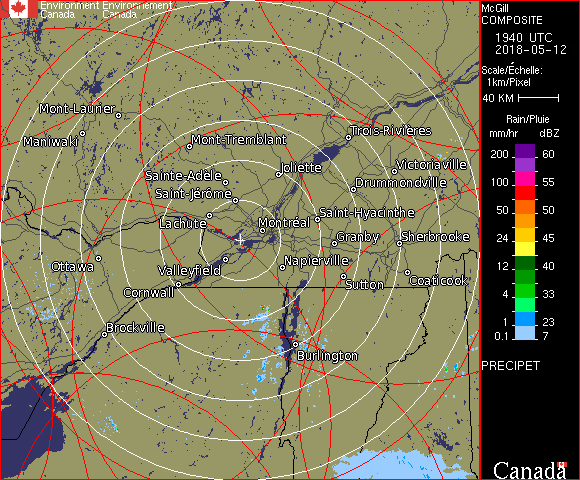 Environment Environnement
Canada Canada
McGill
COMPOSITE
1940 UTC
2018-05-12
Scale/Échelle:
1km/Pixel
40 KM
Rain/Pluie
mm/hr dBZ
200 60
155 57
100 55
50 50
24 45
12 40
4 33
1 23
0.1 7
PRECIPET
Canada
Mont-Laurier
Maniwaki
Mont-Tremblant
Trois-Rivières
Joliette
Victoriaville
Sainte-Adèle
Drummondville
Saint-Jérôme
Lachute
Montréal
Saint-Hyacinthe
Granby
Sherbrooke
Ottawa
Valleyfield
Napierville
Cornwall
Sutton
Coaticook
Brockville
Burlington